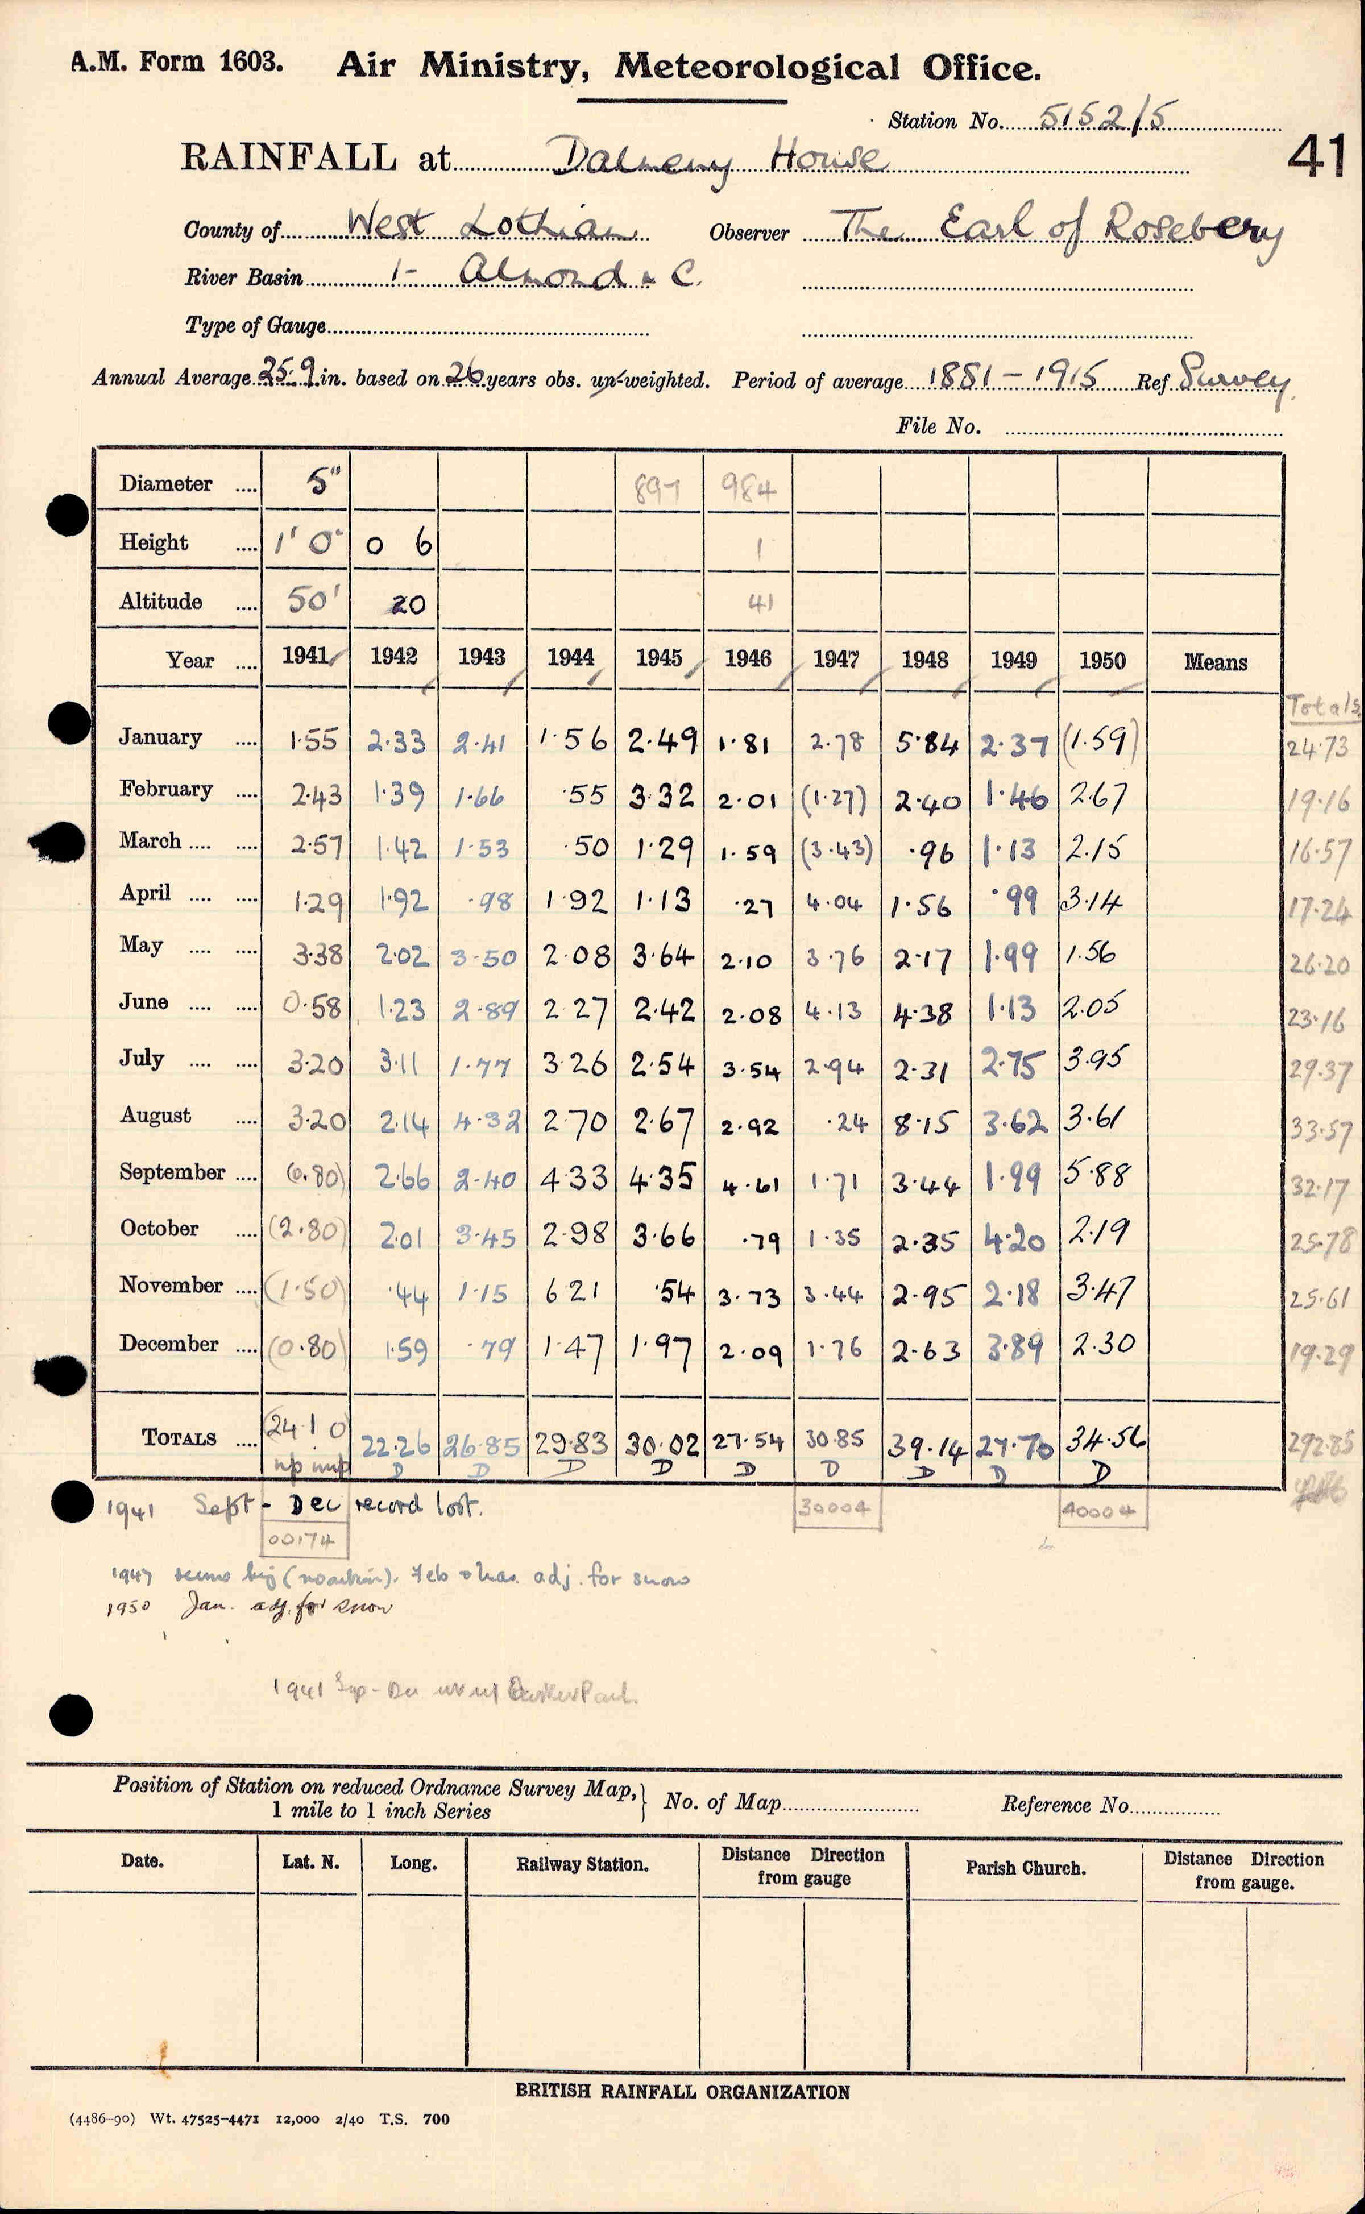 A.M. Form 1603. Air Ministry, Meteorological Office.
Station No. 5152/5
RAINFALL at Dalmeny House 41
County of West Lothian Observer The Earl of Rosebery
River Basin 1- Almond & C.
Type of Gauge
Annual Average 25.9 in. based on 26 years obs. un-weighted. Period of average 1881-1915 Ref Survey.
File No.
Diameter .... 5" 897 984
Height .... 1' 0" 0 6 1
Altitude .... 50' 20 41
Year .... 1941 1942 1943 1944 1945 1946 1947 1948 1949 1950 Means
Totals
January .... 1.55 2.33 2.41 1.56 2.49 1.81 2.78 5.84 2.37 (1.59) 24.73
February .... 2.43 1.39 1.66 .55 3.32 2.01 (1.27) 2.40 1.46 2.67 19.16
March .... .... 2.57 1.42 1.53 .50 1.29 1.59 (3.43) .96 1.13 2.15 16.57
April .... .... 1.29 1.92 .98 1.92 1.13 .27 4.04 1.56 .99 3.14 17.24
May .... .... 3.38 2.02 3.50 2.08 3.64 2.10 3.76 2.17 1.99 1.56 26.20
June .... .... 0.58 1.23 2.89 2.27 2.42 2.08 4.13 4.38 1.13 2.05 23.16
July .... .... 3.20 3.11 1.77 3.26 2.54 3.54 2.94 2.31 2.75 3.95 29.37
August .... 3.20 2.14 4.32 2.70 2.67 2.92 .24 8.15 3.62 3.61 33.57
September .... (0.80) 2.66 2.40 4.33 4.35 4.61 1.71 3.44 1.99 5.88 32.17
October .... (2.80) 2.01 3.45 2.98 3.66 .79 1.35 2.35 4.20 2.19 25.78
November .... (1.50) .44 1.15 6.21 .54 3.73 3.44 2.95 2.18 3.47 25.61
December .... (0.80) 1.59 .79 1.47 1.97 2.09 1.76 2.63 3.89 2.30 19.29
TOTALS .... (24.10) 22.26 26.85 29.83 30.02 27.54 30.85 39.14 27.70 34.56 292.85
np imp D D D D D D D D D
1941 Sept - Dec record lost. 30004 40004
00174
1947 seems big (no action). Feb & Mar. adj. for snow
1950 Jan. adj. for snow
1941 Sep - Dec
Position of Station on reduced Ordnance Survey Map, 1 mile to 1 inch Series } No. of Map Reference No.
Date. Lat. N. Long. Railway Station. Distance from gauge Direction Parish Church. Distance from gauge. Direction
BRITISH RAINFALL ORGANIZATION
(4486-90) Wt. 47525-4471 12,000 2/40 T.S. 700